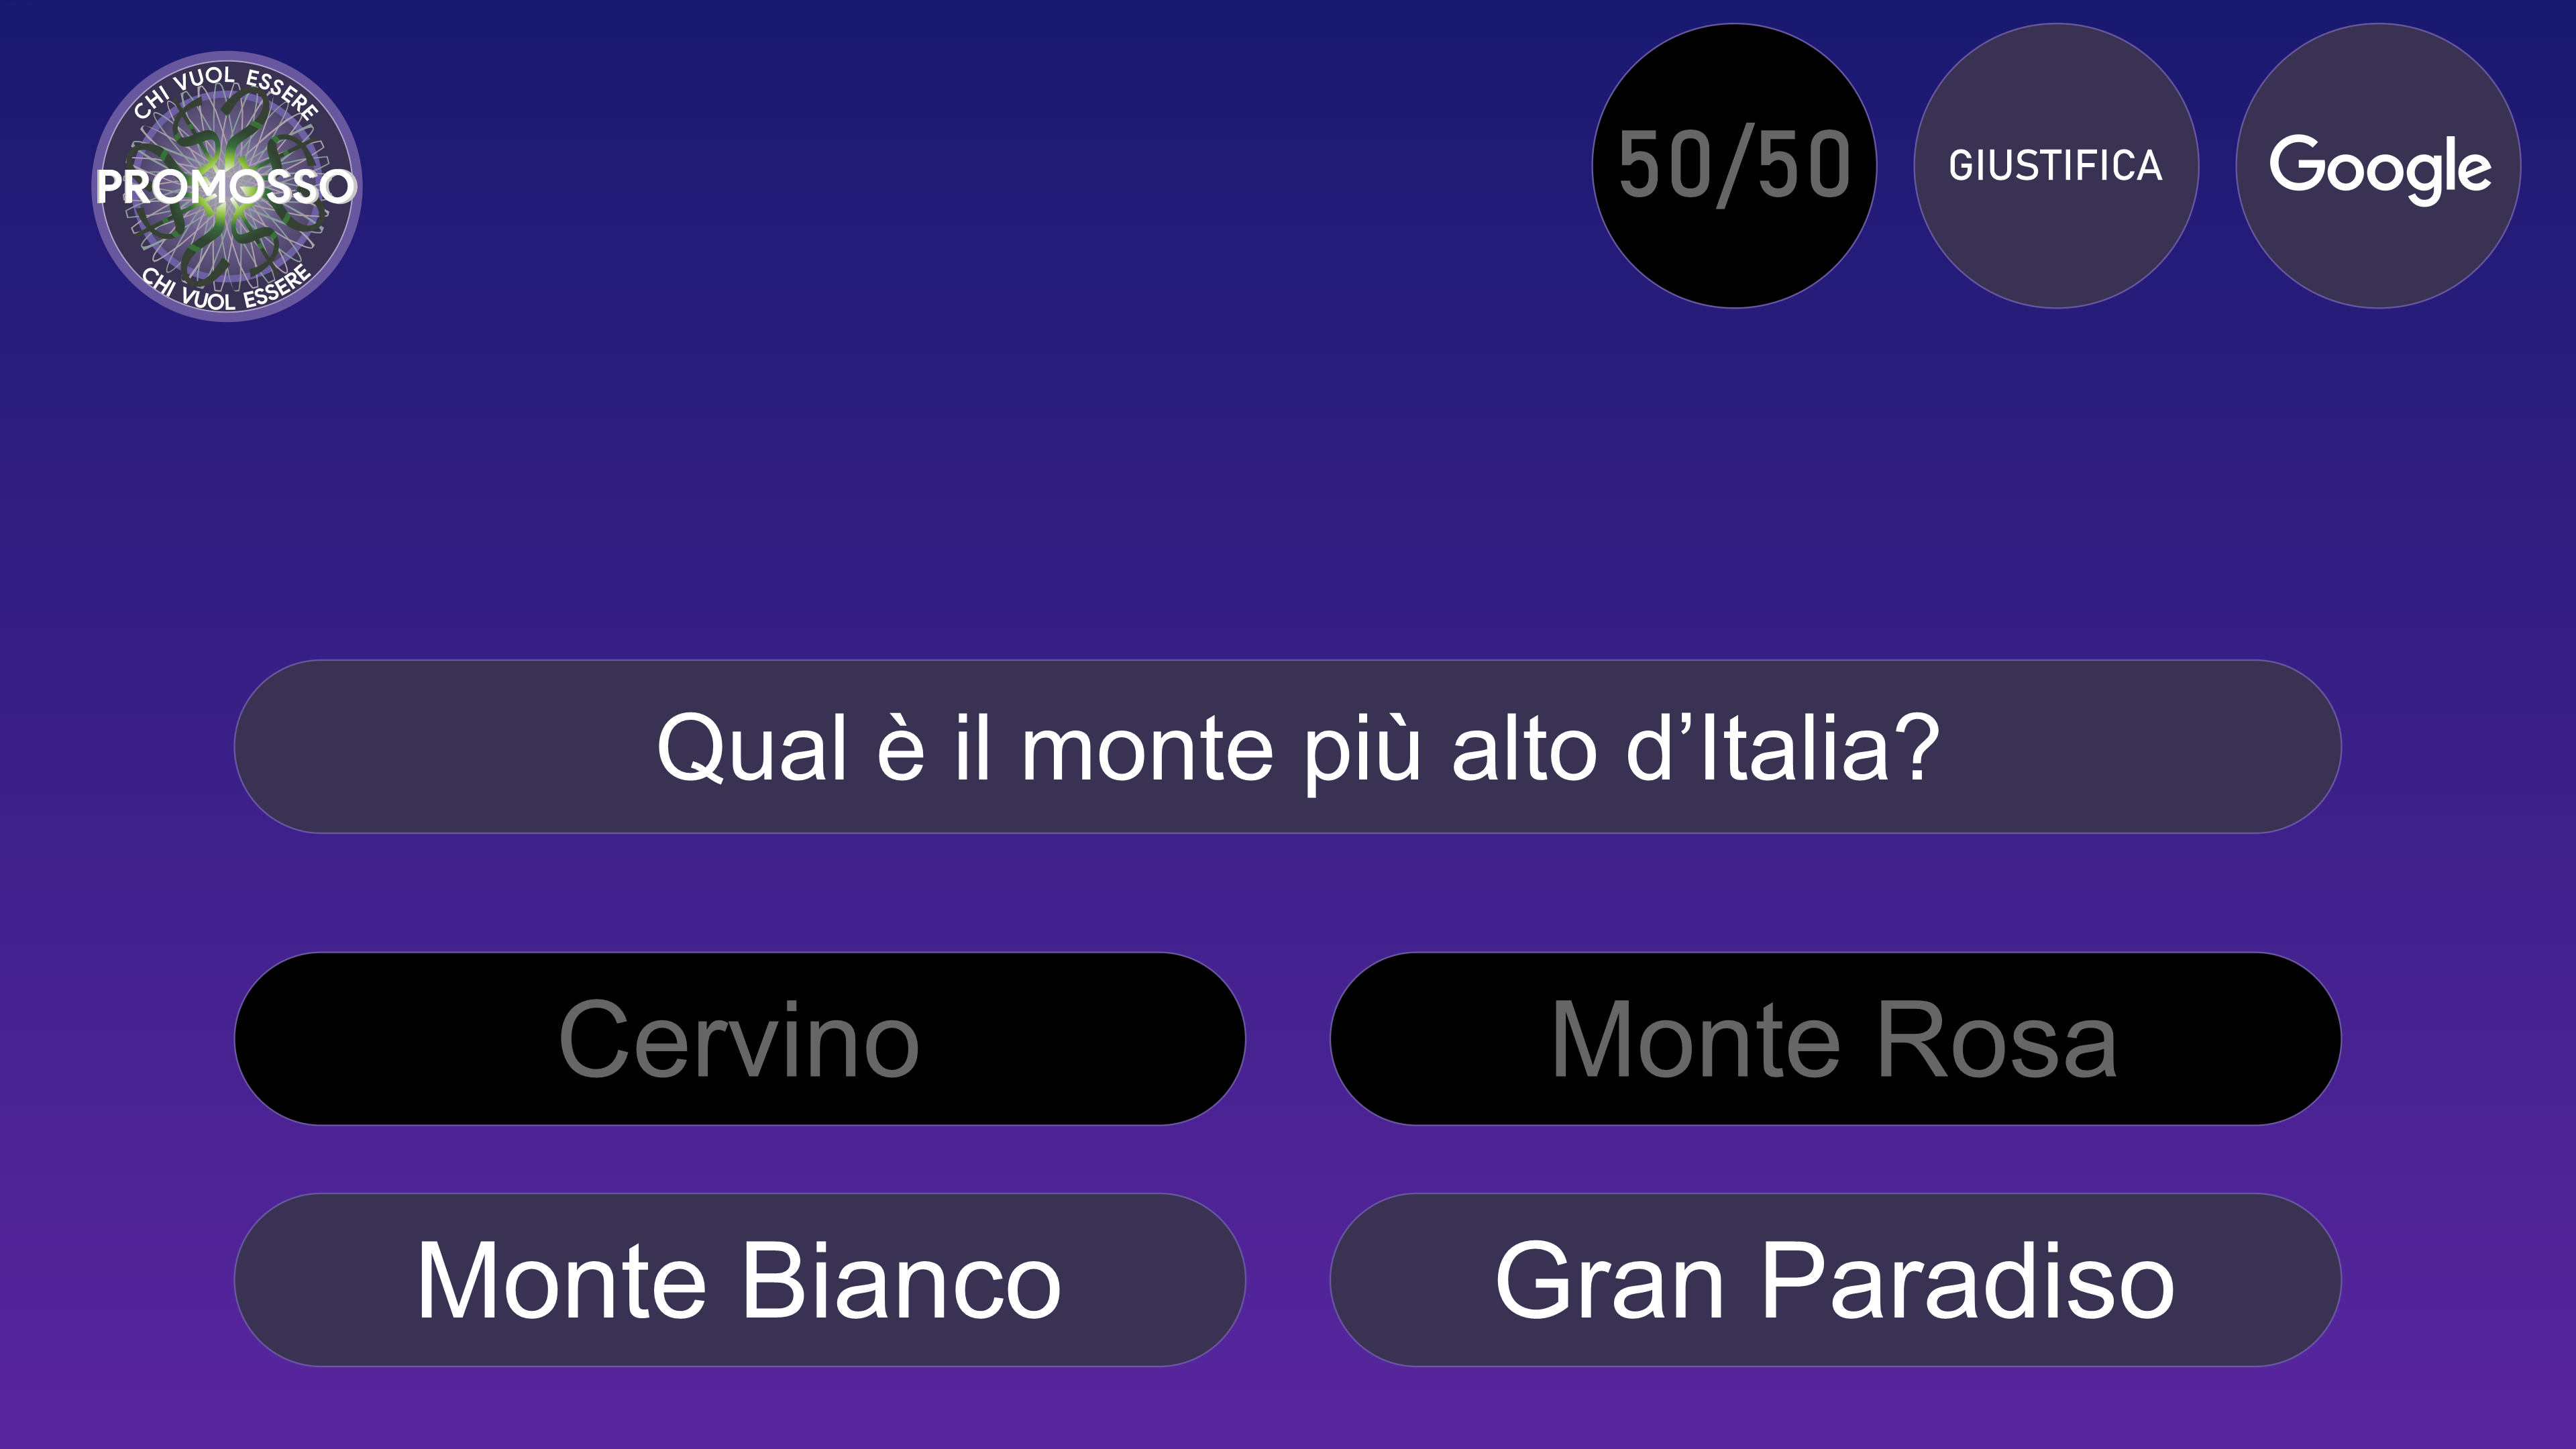 CHI VUOL ESSERE
PROMOSSO
CHI VUOL ESSERE
50/50
GIUSTIFICA
Google
Qual è il monte più alto d’Italia?
Cervino
Monte Rosa
Monte Bianco
Gran Paradiso